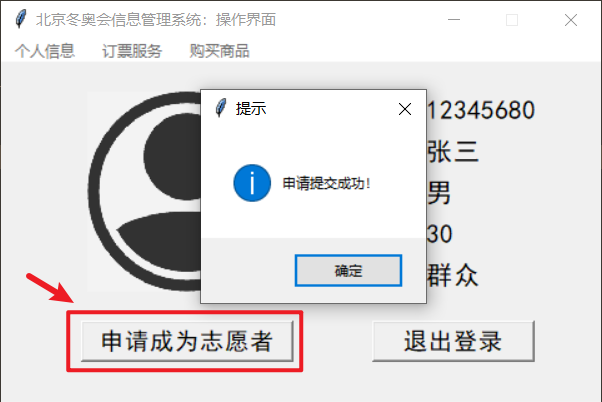 北京冬奥会信息管理系统：操作界面
个人信息 订票服务 购买商品
提示
12345680
张三
申请提交成功！
男
30
确定
群众
申请成为志愿者 退出登录